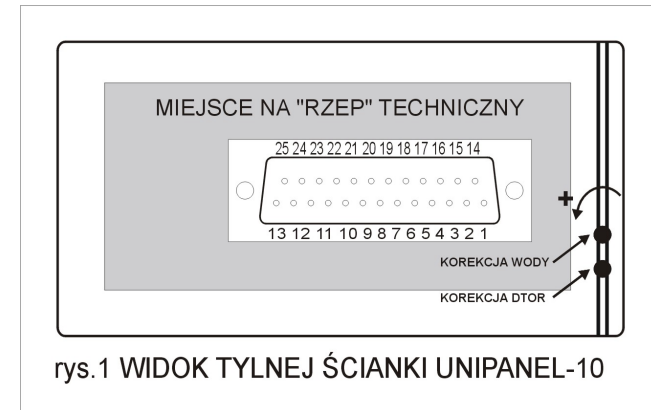 MIEJSCE NA "RZEP" TECHNICZNY
25 24 23 22 21 20 19 18 17 16 15 14
13 12 11 10 9 8 7 6 5 4 3 2 1
+
KOREKCJA WODY
KOREKCJA DTOR
rys.1 WIDOK TYLNEJ ŚCIANKI UNIPANEL-10